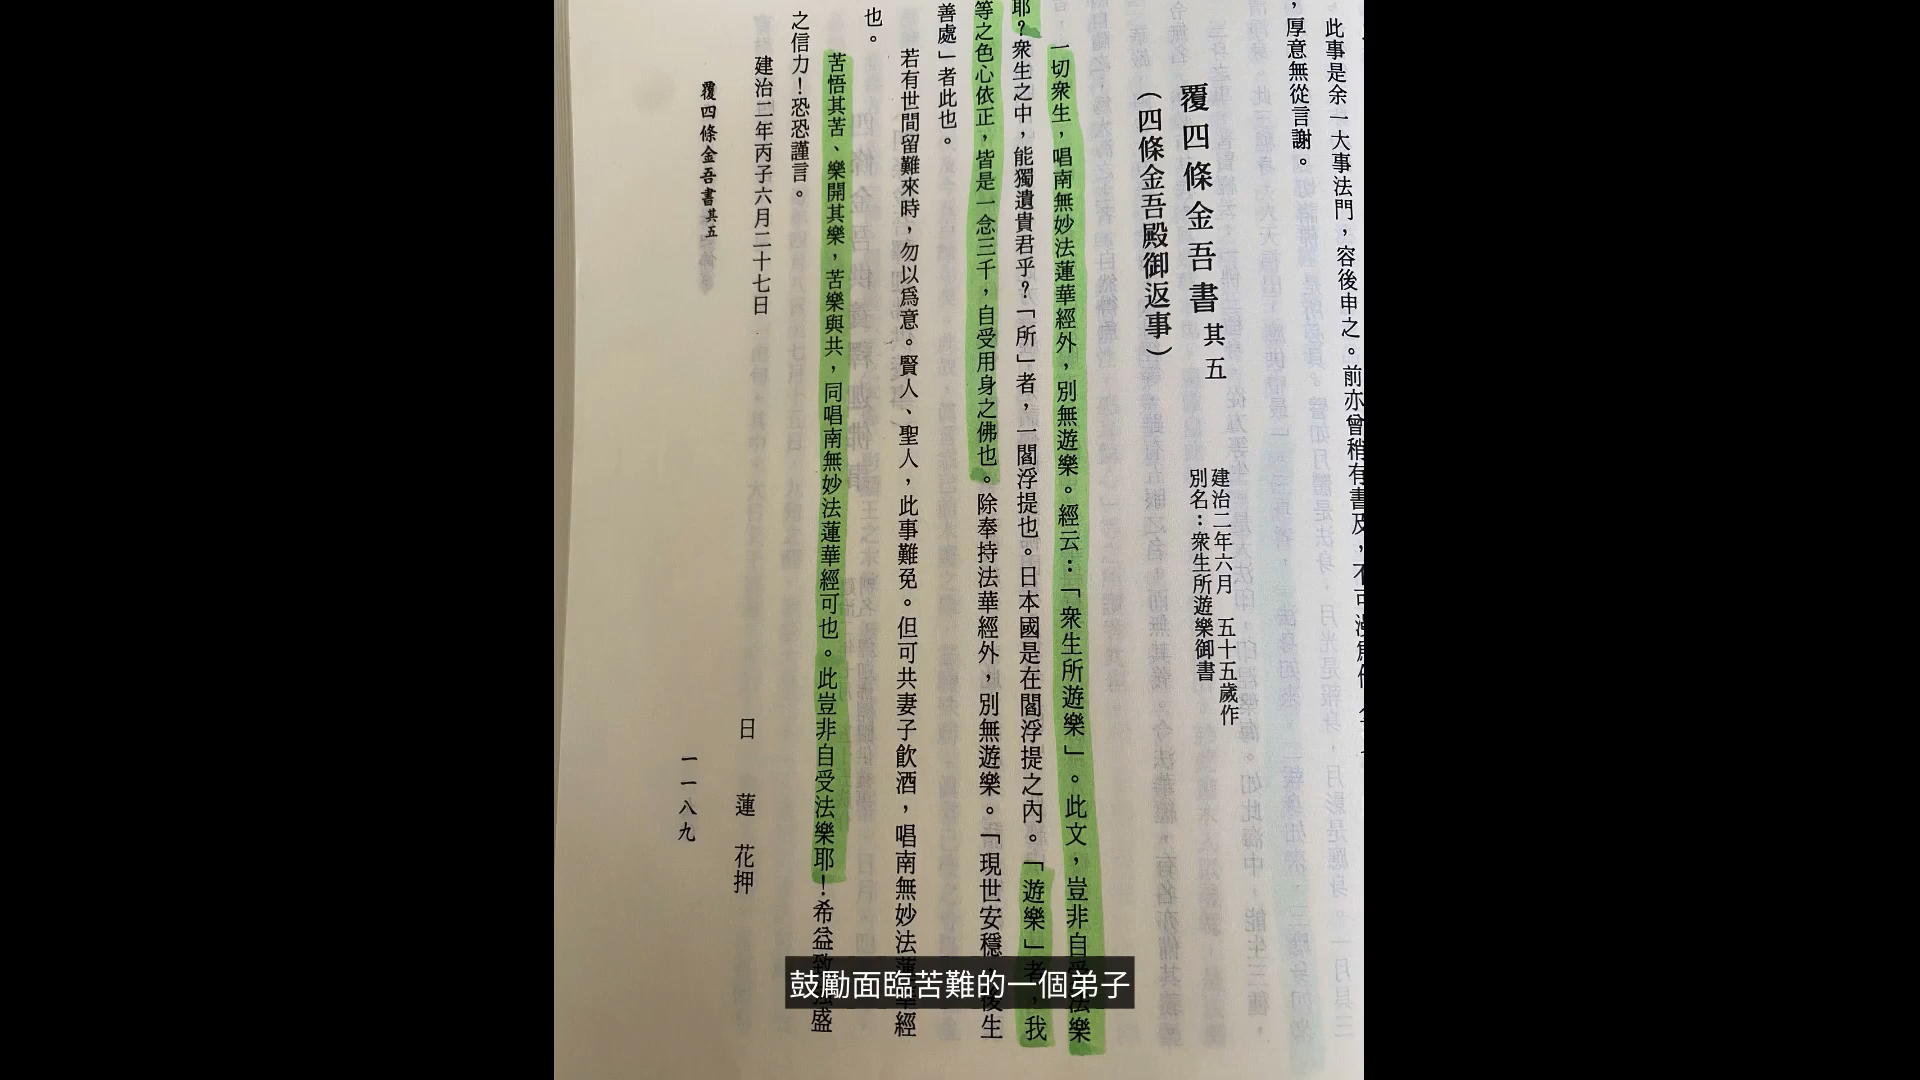 此事是余一大事法門，容後申之。前亦曾稍有書及，不可漫爲
，厚意無從言謝。
覆四條金吾書其五
建治二年六月　五十五歲作
別名：衆生所遊樂御書
（四條金吾殿御返事）
一切衆生，唱南無妙法蓮華經外，別無遊樂。經云：「衆生所遊樂」。此文，豈非自受法樂
耶？衆生之中，能獨遺貴君乎？「所」者，一閻浮提也。日本國是在閻浮提之內。「遊樂」者，我
等之色心依正，皆是一念三千，自受用身之佛也。除奉持法華經外，別無遊樂。「現世安穩，後生
善處」者此也。
若有世間留難來時，勿以爲意。賢人、聖人，此事難免。但可共妻子飲酒，唱南無妙法蓮華經
也。
苦悟其苦、樂開其樂，苦樂與共，同唱南無妙法蓮華經可也。此豈非自受法樂耶！希益致強盛
之信力！恐恐謹言。
建治二年丙子六月二十七日
日蓮　花押
覆四條金吾書其五
一一八九
鼓勵面臨苦難的一個弟子